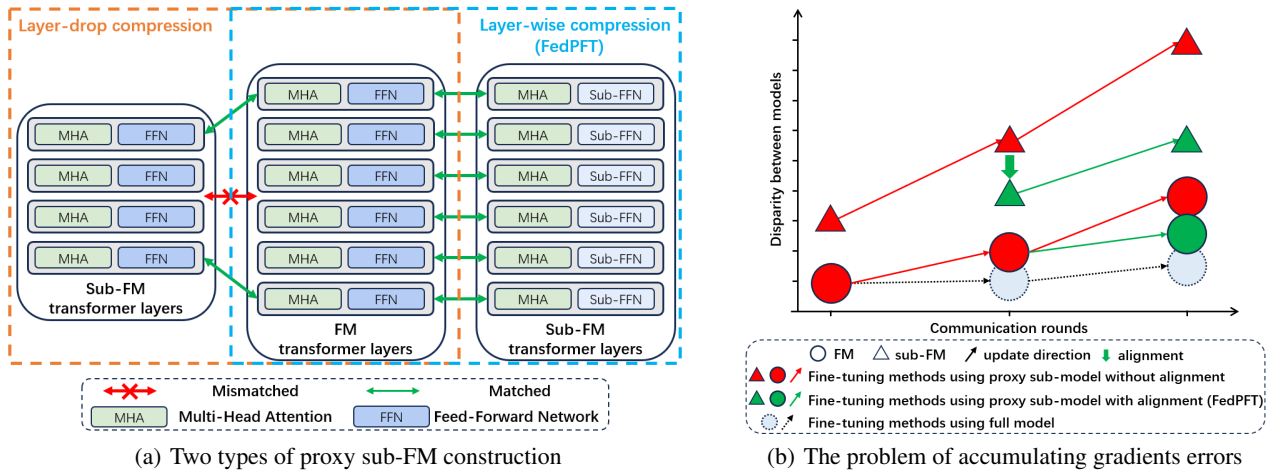 Layer-drop compression
Layer-wise compression
(FedPFT)
MHA FFN
MHA FFN
MHA FFN
MHA FFN
Sub-FM
transformer layers
MHA FFN
MHA FFN
MHA FFN
MHA FFN
MHA FFN
MHA FFN
FM
transformer layers
MHA Sub-FFN
MHA Sub-FFN
MHA Sub-FFN
MHA Sub-FFN
MHA Sub-FFN
MHA Sub-FFN
Sub-FM
transformer layers
Mismatched Matched
MHA Multi-Head Attention FFN Feed-Forward Network
(a) Two types of proxy sub-FM construction
Disparity between models
Communication rounds
FM sub-FM update direction alignment
Fine-tuning methods using proxy sub-model without alignment
Fine-tuning methods using proxy sub-model with alignment (FedPFT)
Fine-tuning methods using full model
(b) The problem of accumulating gradients errors